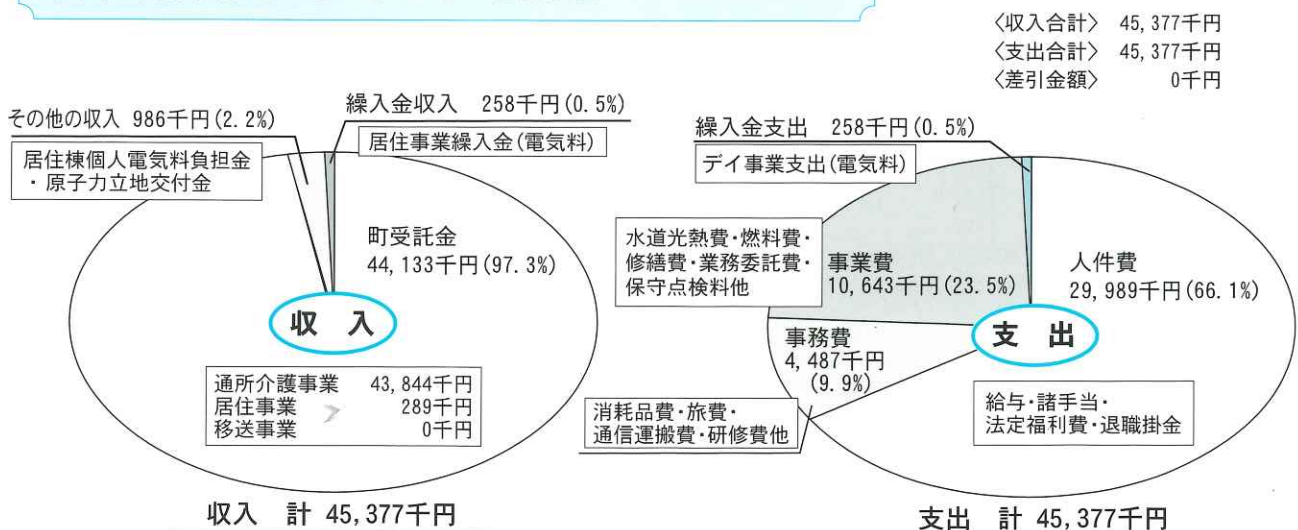 〈収入合計〉 45,377千円
〈支出合計〉 45,377千円
〈差引金額〉 0千円
その他の収入 986千円(2.2%)
居住棟個人電気料負担金
・原子力立地交付金
繰入金収入 258千円(0.5%)
居住事業繰入金(電気料)
町受託金
44,133千円(97.3%)
収 入
通所介護事業 43,844千円
居住事業 289千円
移送事業 0千円
収入 計 45,377千円
繰入金支出 258千円(0.5%)
デイ事業支出(電気料)
水道光熱費・燃料費・
修繕費・業務委託費・
保守点検料他
事業費
10,643千円(23.5%)
人件費
29,989千円(66.1%)
支 出
事務費
4,487千円
(9.9%)
消耗品費・旅費・
通信運搬費・研修費他
給与・諸手当・
法定福利費・退職掛金
支出 計 45,377千円